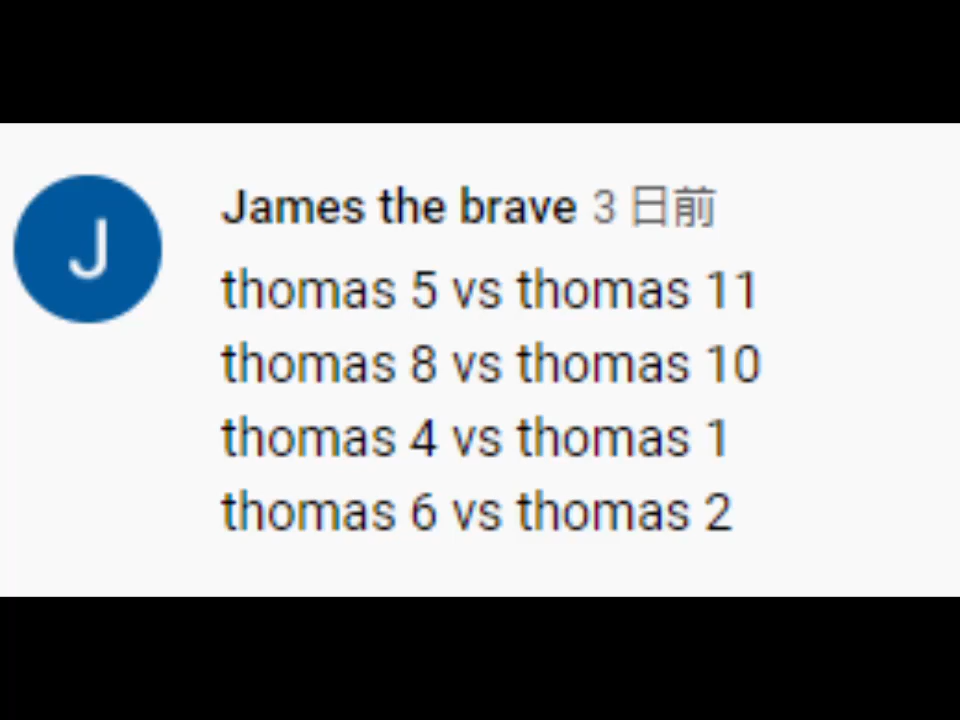 J
James the brave 3 日前
thomas 5 vs thomas 11
thomas 8 vs thomas 10
thomas 4 vs thomas 1
thomas 6 vs thomas 2